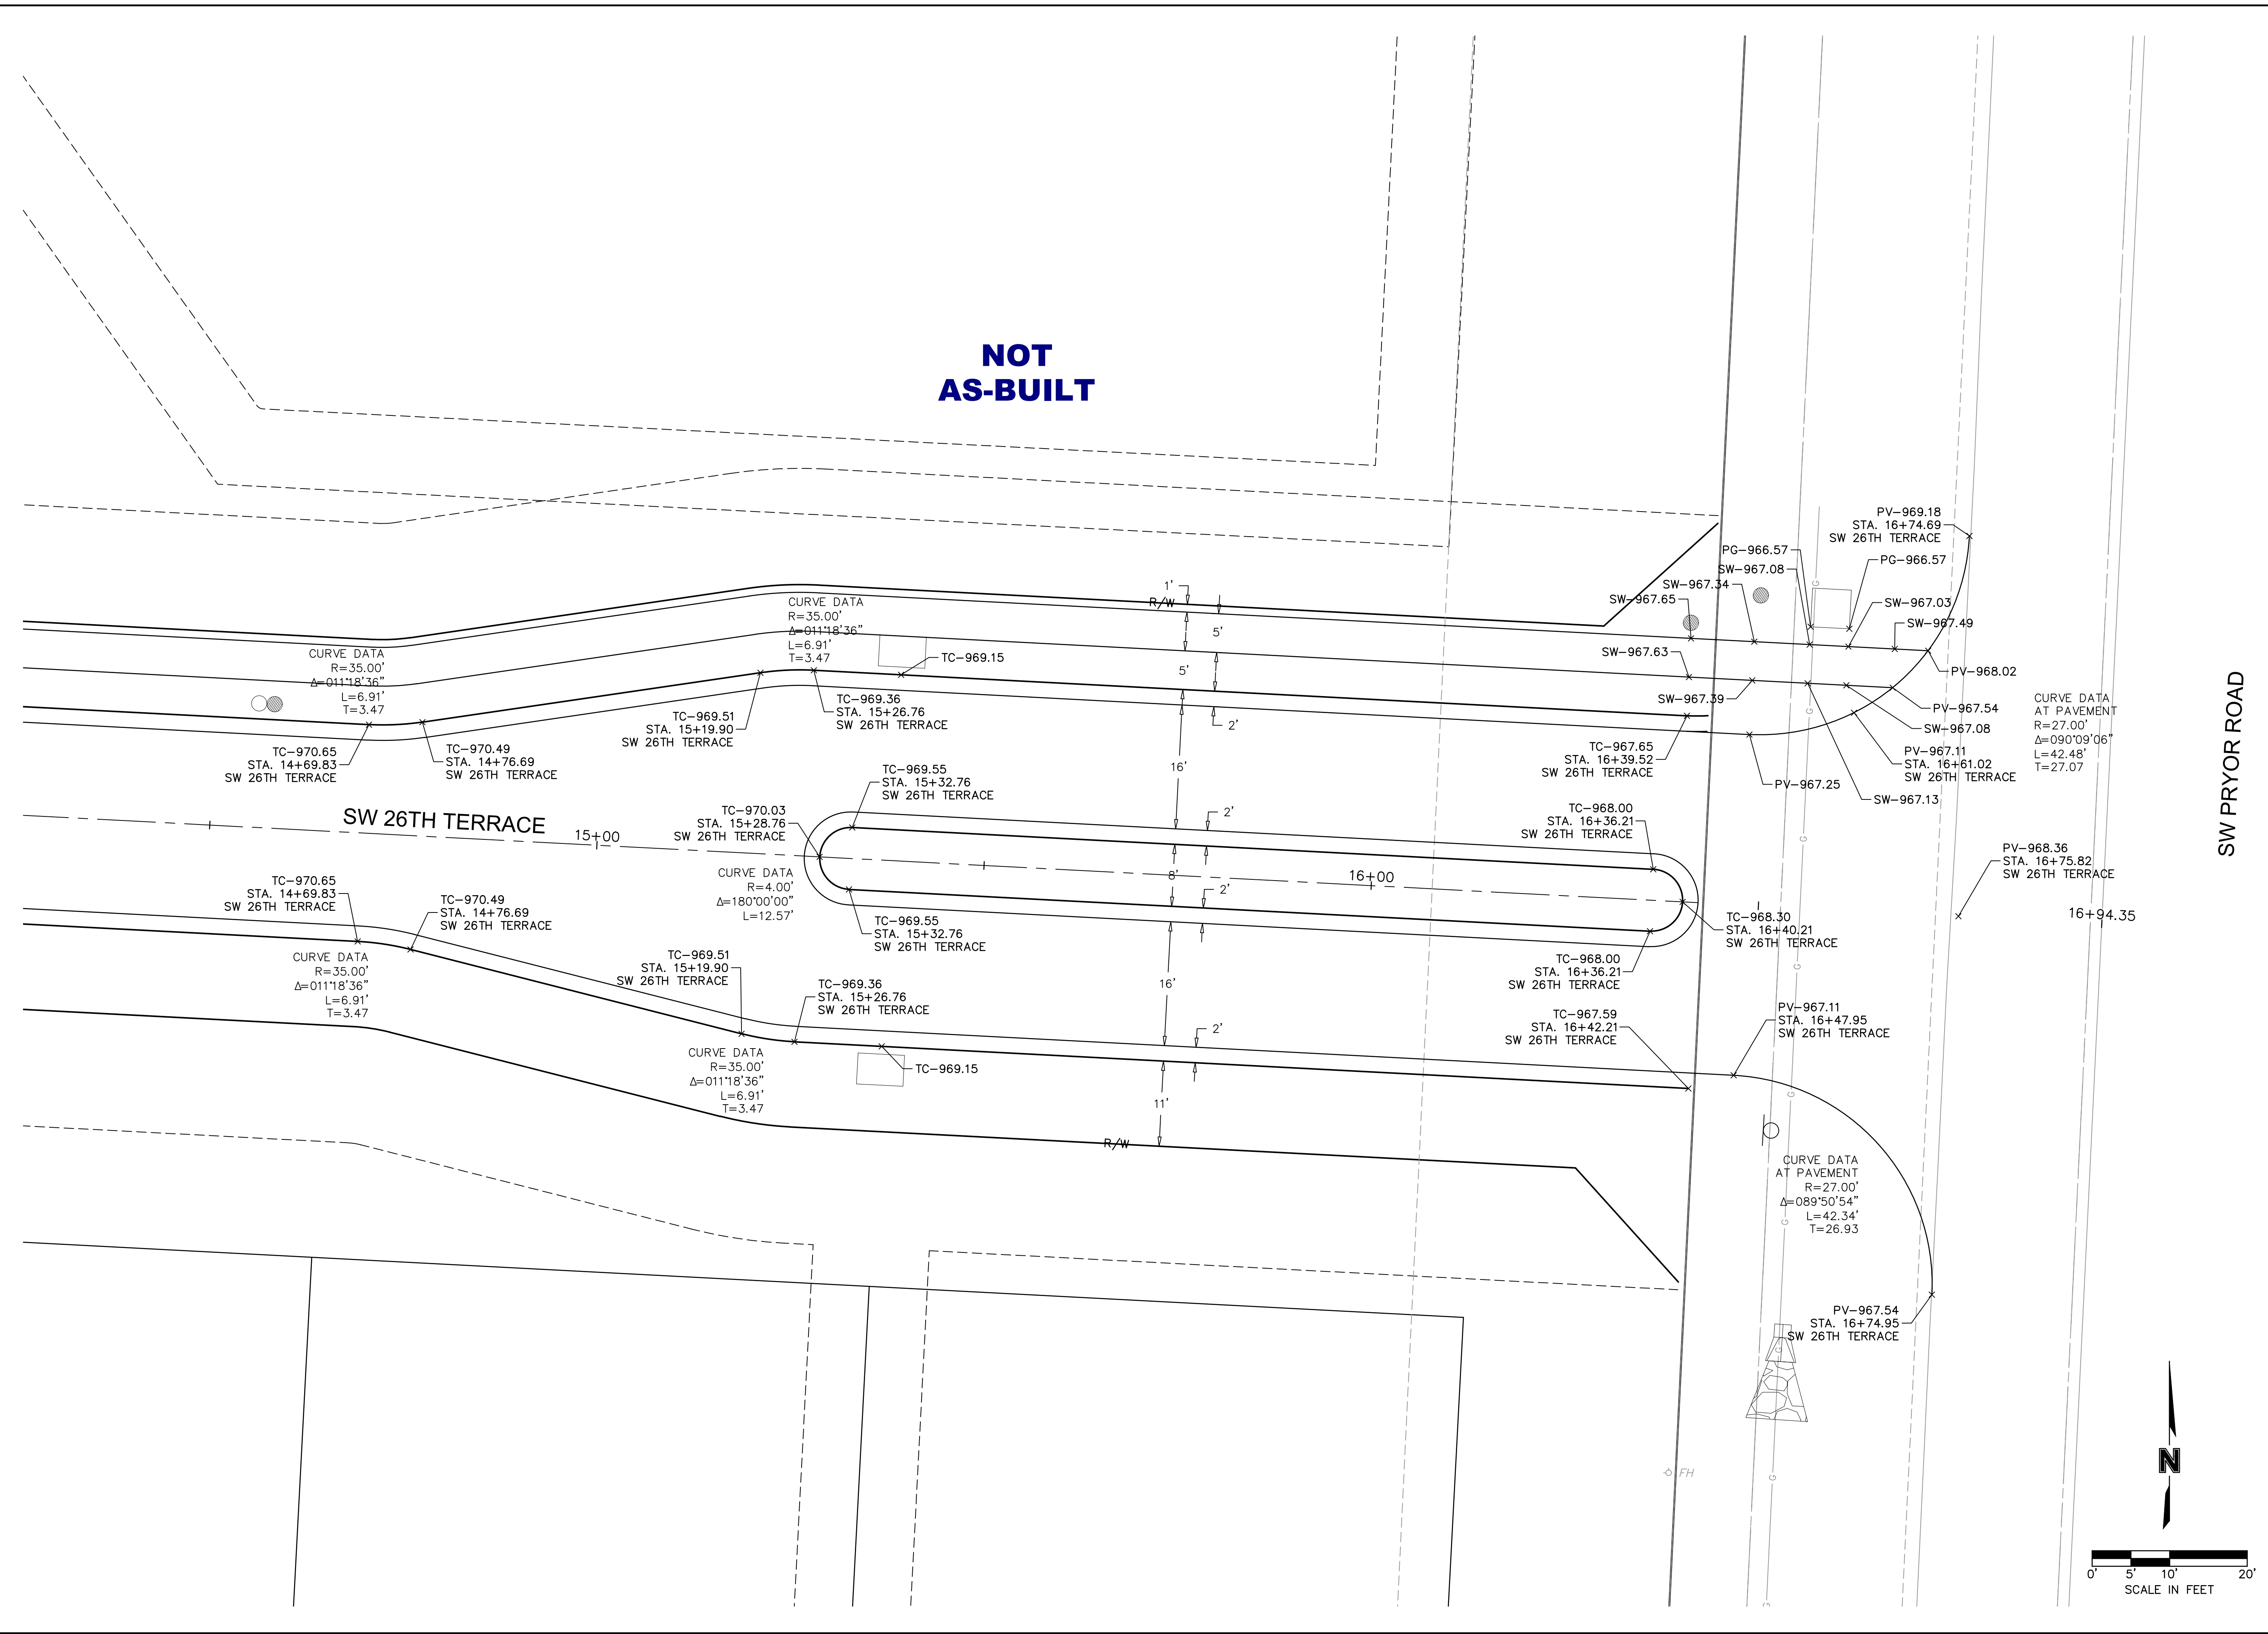 NOT
AS-BUILT
PV-969.18
STA. 16+74.69
SW 26TH TERRACE
PG-966.57
PG-966.57
SW-967.08
SW-967.34
SW-967.65
SW-967.03
SW-967.49
1'
R/W
5'
5'
2'
CURVE DATA
R=35.00'
Δ=011°18'36"
L=6.91'
T=3.47
TC-969.15
CURVE DATA
R=35.00'
Δ=011°18'36"
L=6.91'
T=3.47
SW-967.63
SW-967.39
PV-968.02
PV-967.54
SW-967.08
PV-967.11
STA. 16+61.02
SW 26TH TERRACE
CURVE DATA
AT PAVEMENT
R=27.00'
Δ=090°09'06"
L=42.48'
T=27.07
SW PRYOR ROAD
TC-970.65
STA. 14+69.83
SW 26TH TERRACE
TC-970.49
STA. 14+76.69
SW 26TH TERRACE
TC-969.51
STA. 15+19.90
SW 26TH TERRACE
TC-969.36
STA. 15+26.76
SW 26TH TERRACE
TC-967.65
STA. 16+39.52
SW 26TH TERRACE
PV-967.25
SW-967.13
16'
TC-969.55
STA. 15+32.76
SW 26TH TERRACE
SW 26TH TERRACE
15+00
TC-970.03
STA. 15+28.76
SW 26TH TERRACE
2'
TC-968.00
STA. 16+36.21
SW 26TH TERRACE
CURVE DATA
R=4.00'
Δ=180°00'00"
L=12.57'
8'
2'
16+00
PV-968.36
STA. 16+75.82
SW 26TH TERRACE
16+94.35
TC-970.65
STA. 14+69.83
SW 26TH TERRACE
TC-970.49
STA. 14+76.69
SW 26TH TERRACE
TC-969.55
STA. 15+32.76
SW 26TH TERRACE
TC-968.30
STA. 16+40.21
SW 26TH TERRACE
CURVE DATA
R=35.00'
Δ=011°18'36"
L=6.91'
T=3.47
TC-969.51
STA. 15+19.90
SW 26TH TERRACE
TC-969.36
STA. 15+26.76
SW 26TH TERRACE
16'
TC-968.00
STA. 16+36.21
SW 26TH TERRACE
2'
TC-967.59
STA. 16+42.21
SW 26TH TERRACE
PV-967.11
STA. 16+47.95
SW 26TH TERRACE
CURVE DATA
R=35.00'
Δ=011°18'36"
L=6.91'
T=3.47
TC-969.15
11'
R/W
CURVE DATA
AT PAVEMENT
R=27.00'
Δ=089°50'54"
L=42.34'
T=26.93
PV-967.54
STA. 16+74.95
SW 26TH TERRACE
G
G
G
G
G
G
G
G
G
FH
N
0' 5' 10' 20'
SCALE IN FEET